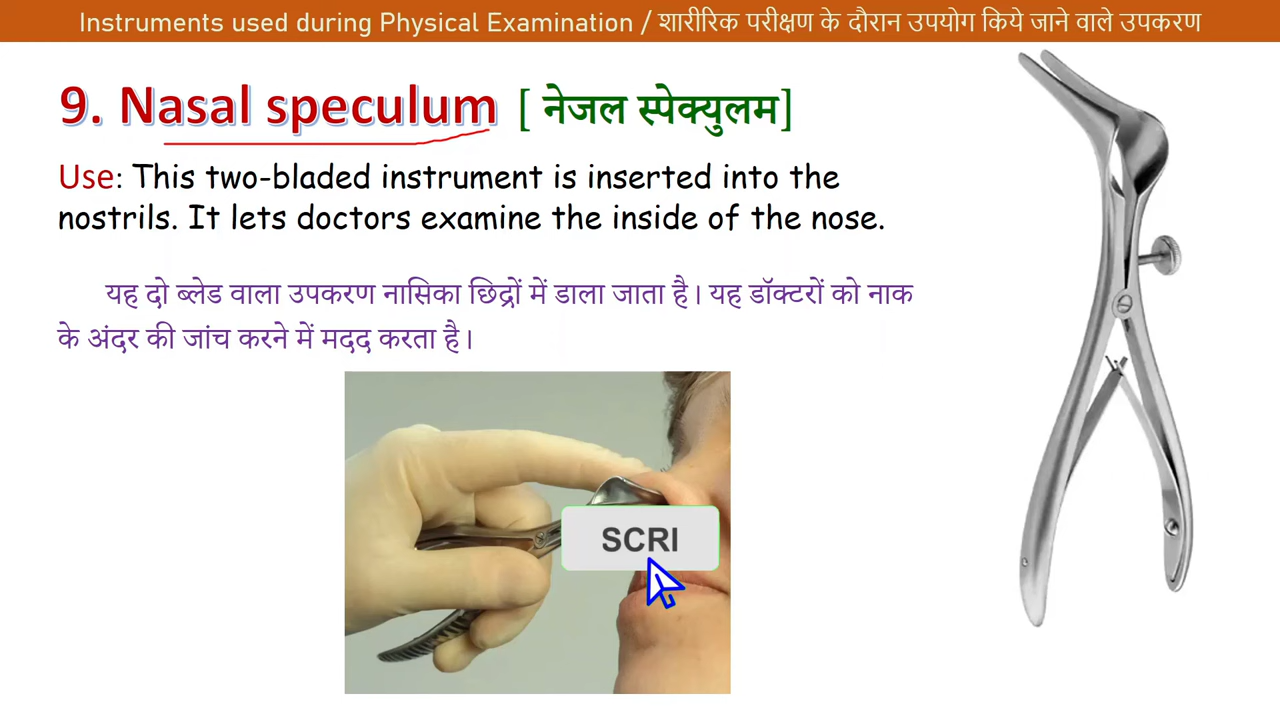 Instruments used during Physical Examination / शारीरिक परीक्षण के दौरान उपयोग किये जाने वाले उपकरण
9. Nasal speculum [ नेजल स्पेक्युलम]
Use: This two-bladed instrument is inserted into the
nostrils. It lets doctors examine the inside of the nose.
यह दो ब्लेड वाला उपकरण नासिका छिद्रों में डाला जाता है। यह डॉक्टरों को नाक
के अंदर की जांच करने में मदद करता है।
SCRI